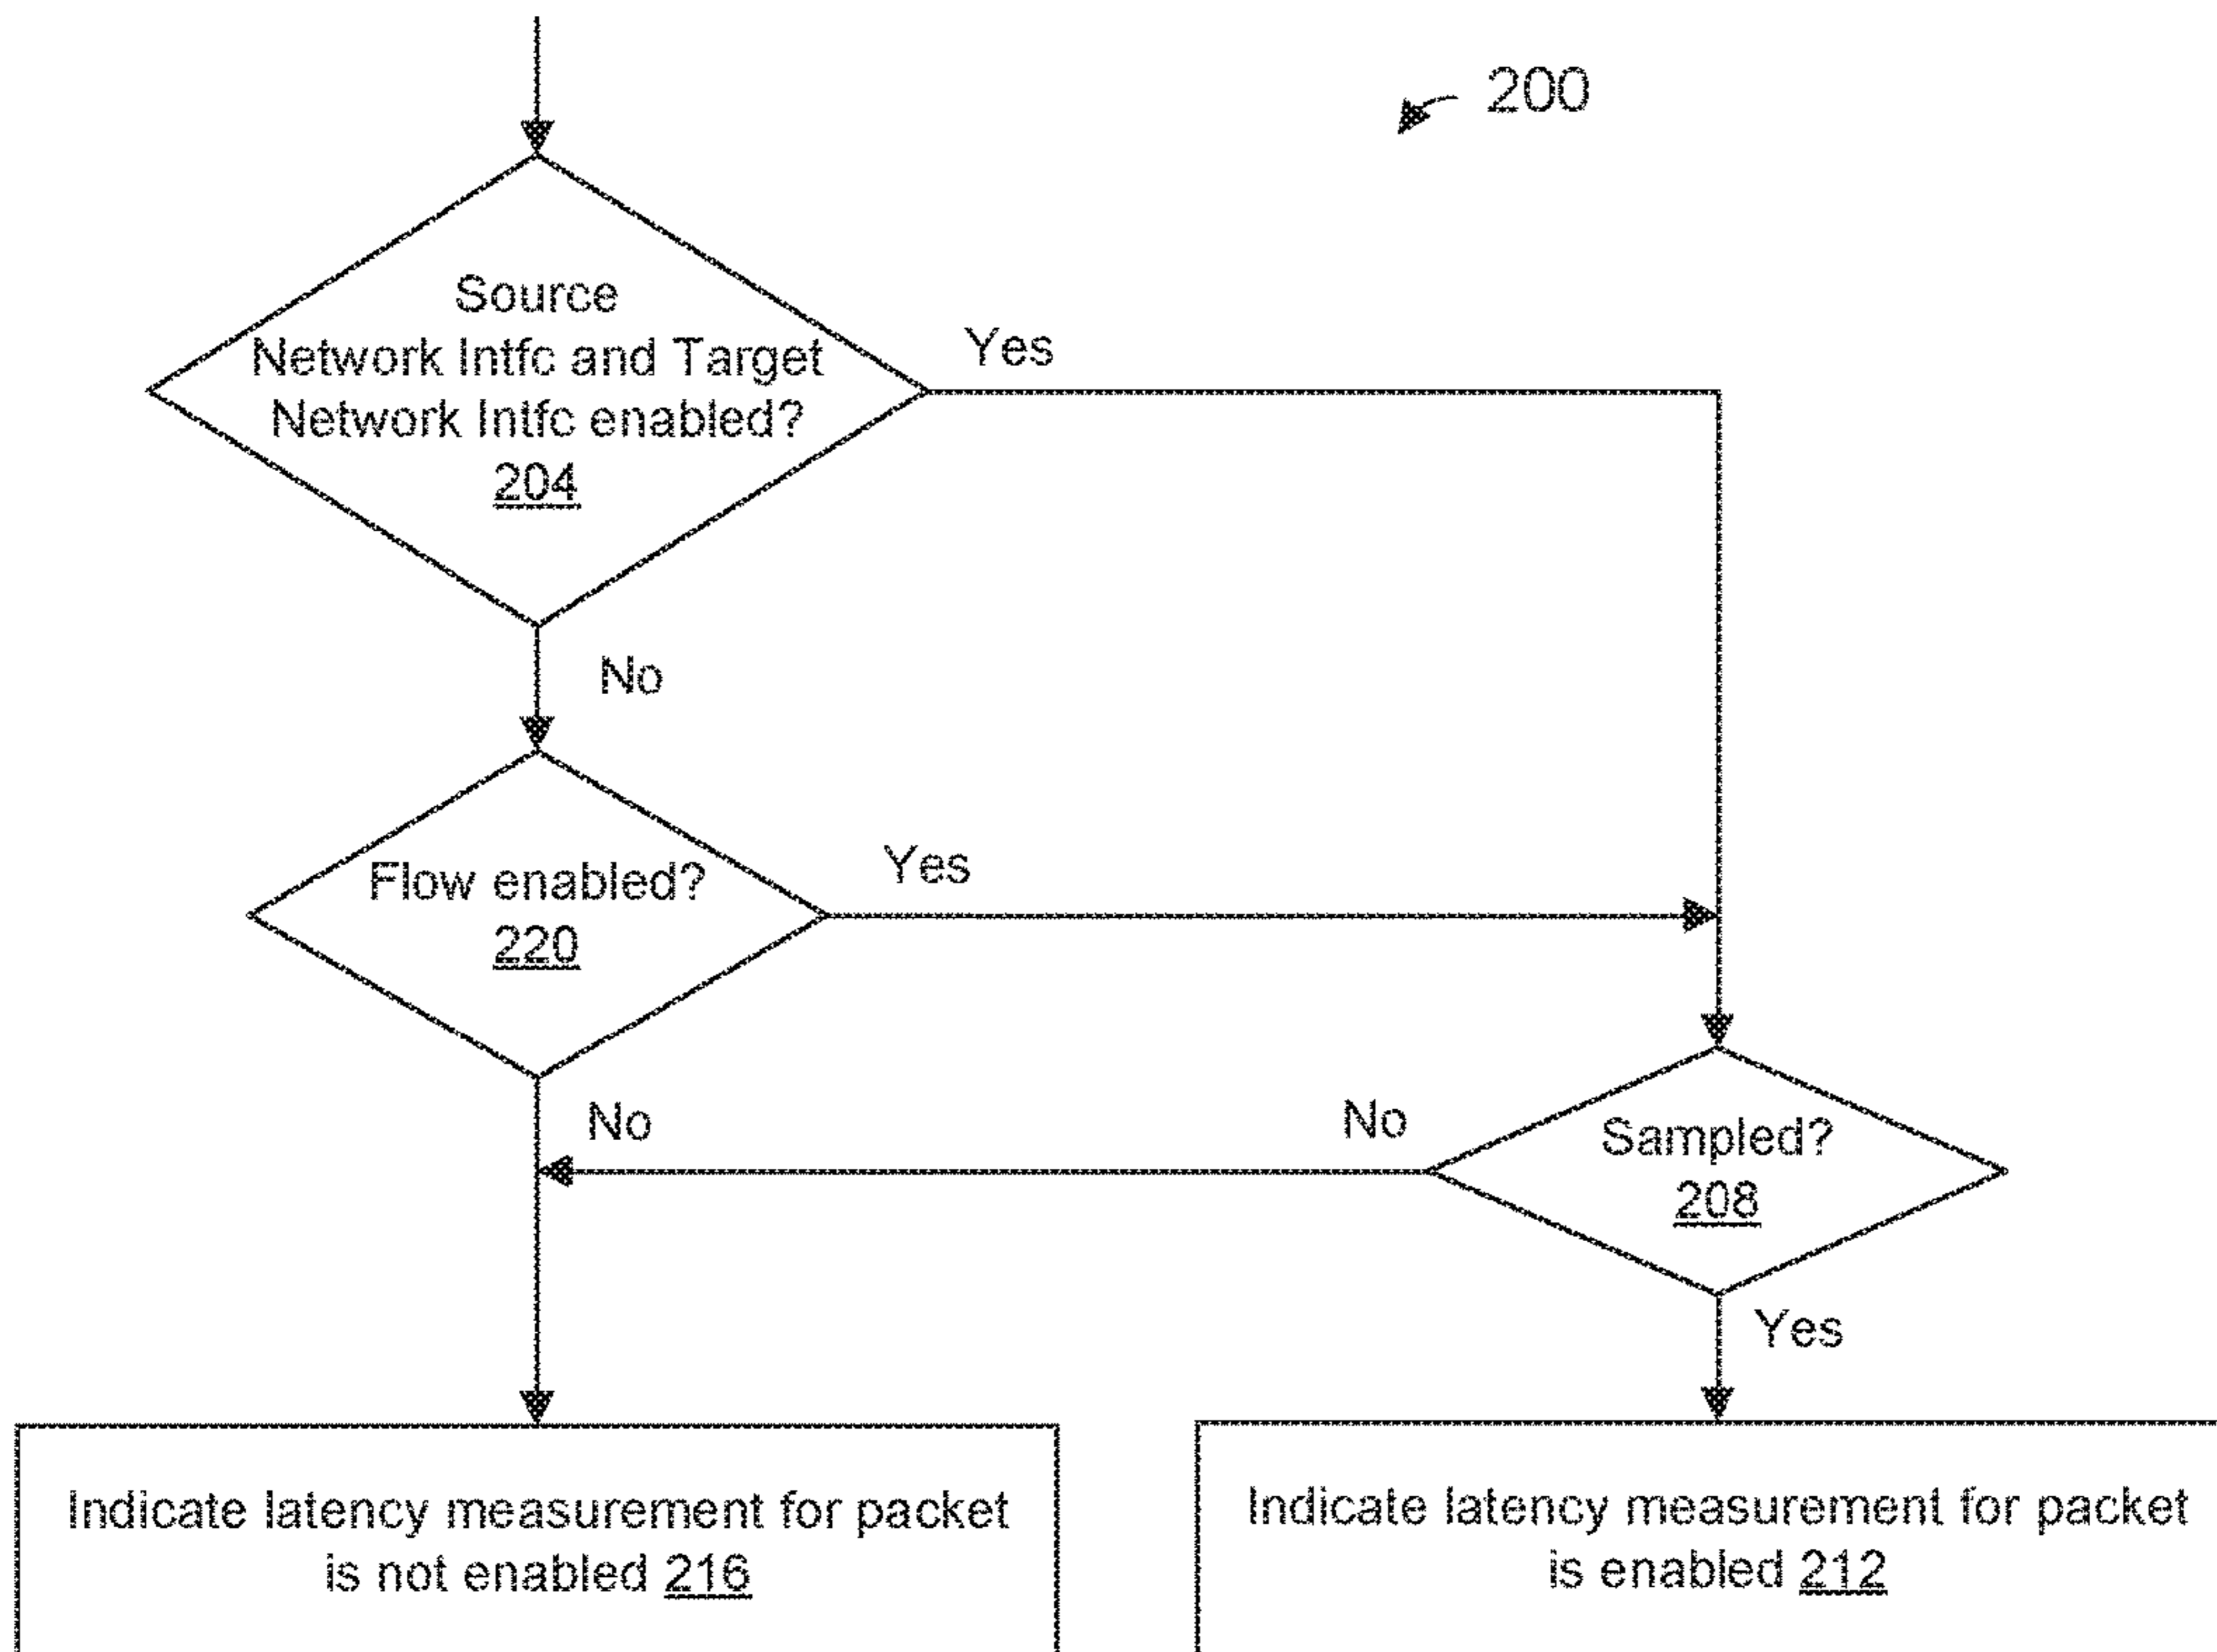 200
Source
Network Intfc and Target
Network Intfc enabled?
204
Yes
No
Flow enabled?
220
Yes
No
No
Sampled?
208
Yes
Indicate latency measurement for packet
is not enabled 216
Indicate latency measurement for packet
is enabled 212